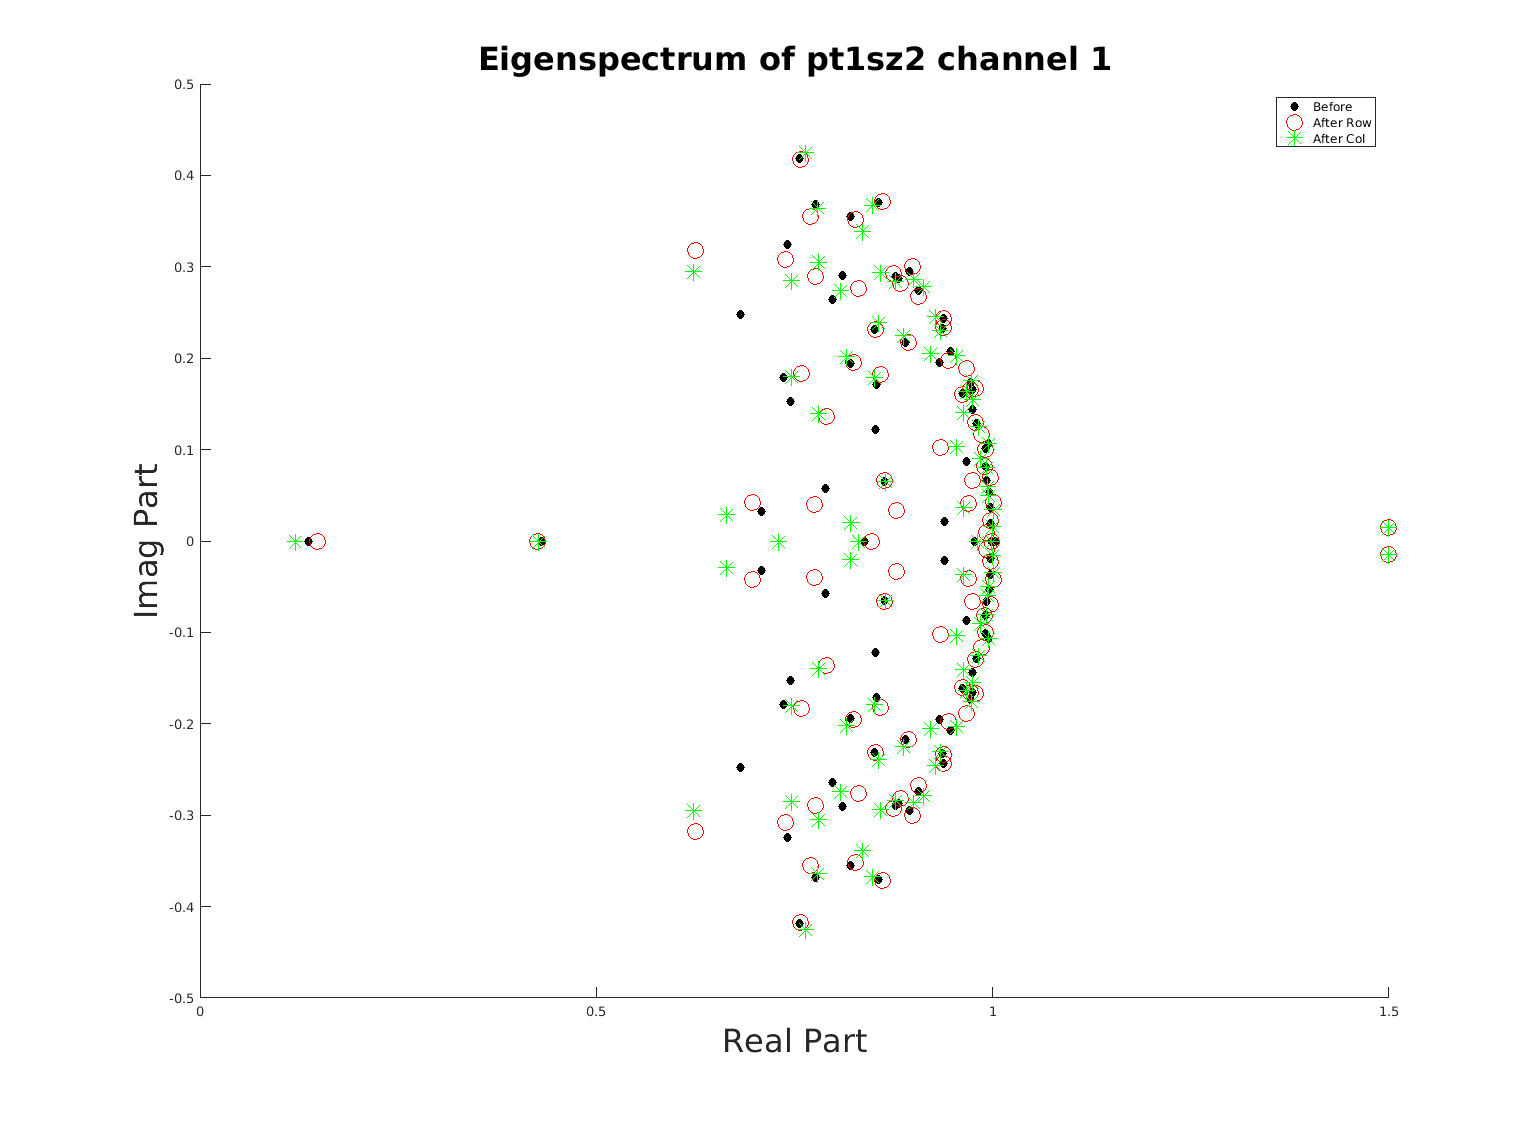 Eigenspectrum of pt1sz2 channel 1
Before
After Row
After Col
0.5
0.4
0.3
0.2
0.1
0
-0.1
-0.2
-0.3
-0.4
-0.5
Imag Part
0
0.5
1
1.5
Real Part